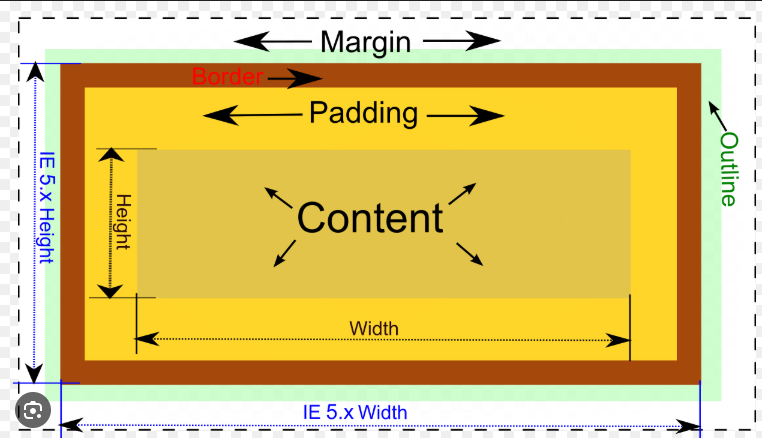 Margin
Border
Padding
Outline
IE 5.x Height
Height
Content
Width
IE 5.x Width